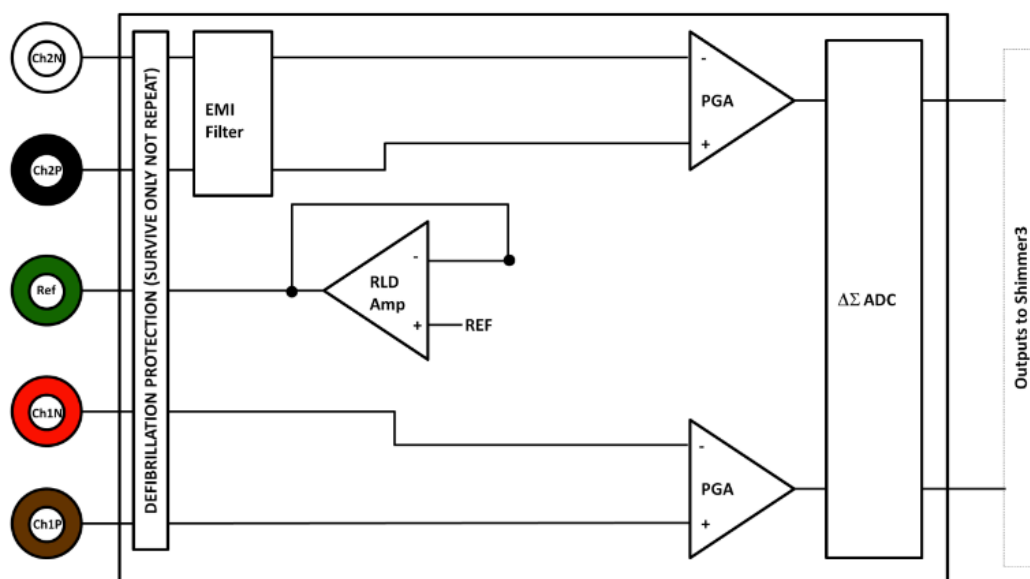 Ch2N
Ch2P
Ref
Ch1N
Ch1P
DEFIBRILLATION PROTECTION (SURVIVE ONLY NOT REPEAT)
EMI
Filter
-
PGA
+
-
RLD
Amp
+
REF
-
PGA
+
ΔΣ ADC
Outputs to Shimmer3